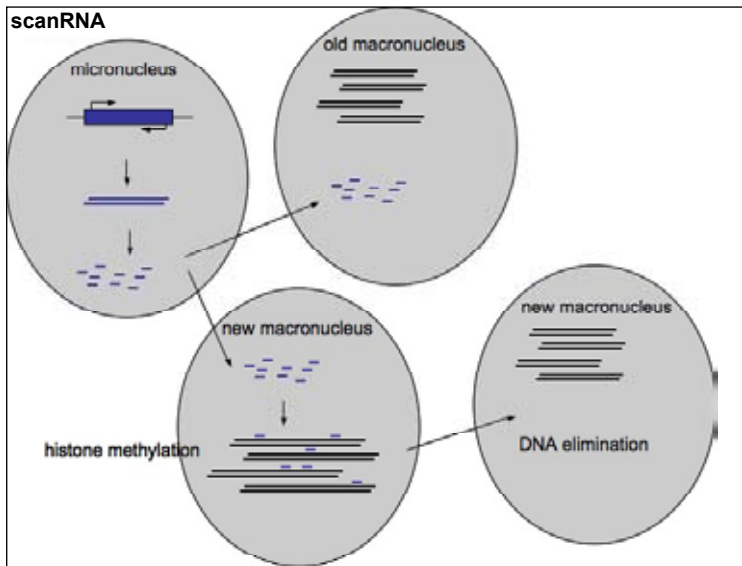 scanRNA
old macronucleus
micronucleus
new macronucleus
new macronucleus
histone methylation
DNA elimination